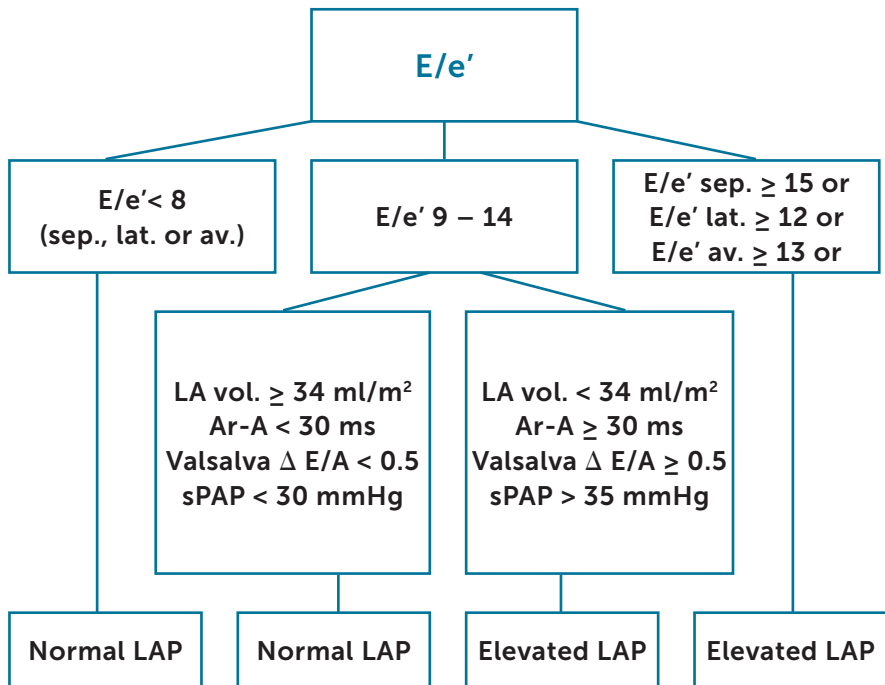 E/e′
E/e′< 8
(sep., lat. or av.)
E/e′ 9 – 14
E/e′ sep. ≥ 15 or
E/e′ lat. ≥ 12 or
E/e′ av. ≥ 13 or
LA vol. ≥ 34 ml/m²
Ar-A < 30 ms
Valsalva Δ E/A < 0.5
sPAP < 30 mmHg
LA vol. < 34 ml/m²
Ar-A ≥ 30 ms
Valsalva Δ E/A ≥ 0.5
sPAP > 35 mmHg
Normal LAP
Normal LAP
Elevated LAP
Elevated LAP